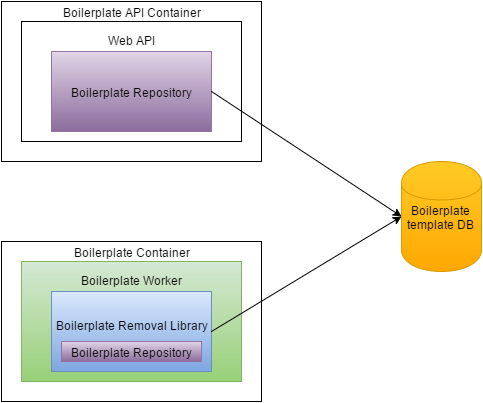 Boilerplate API Container
Web API
Boilerplate Repository
Boilerplate
template DB
Boilerplate Container
Boilerplate Worker
Boilerplate Removal Library
Boilerplate Repository